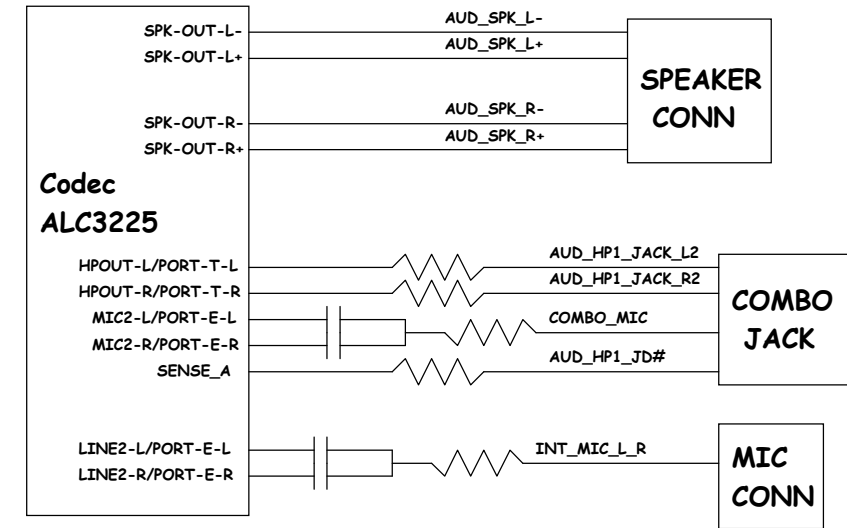 SPK-OUT-L-
AUD_SPK_L-
SPK-OUT-L+
AUD_SPK_L+
SPEAKER
CONN
SPK-OUT-R-
AUD_SPK_R-
SPK-OUT-R+
AUD_SPK_R+
Codec
ALC3225
HPOUT-L/PORT-T-L
AUD_HP1_JACK_L2
HPOUT-R/PORT-T-R
AUD_HP1_JACK_R2
MIC2-L/PORT-E-L
COMBO_MIC
MIC2-R/PORT-E-R
SENSE_A
AUD_HP1_JD#
COMBO
JACK
LINE2-L/PORT-E-L
LINE2-R/PORT-E-R
INT_MIC_L_R
MIC
CONN